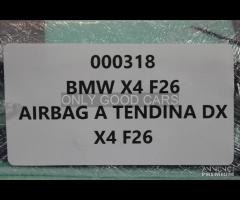 000318
BMW X4 F26
ONLY GOOD CARS
AIRBAG A TENDINA DX
X4 F26